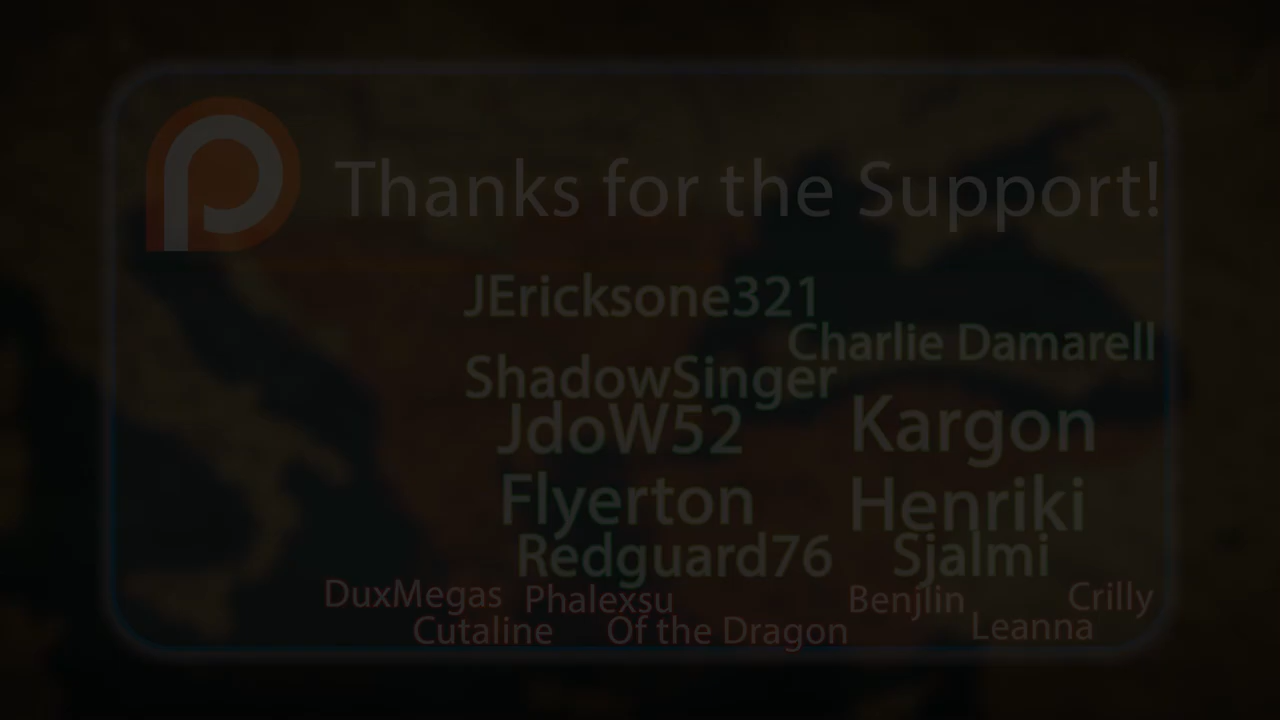 Thanks for the Support!
JEricksone321
Charlie Damarell
ShadowSinger
JdoW52
Kargon
Flyerton
Henriki
Redguard76
Sjalmi
DuxMegas
Phalexsu
Benjlin
Crilly
Cutaline
Of the Dragon
Leanna